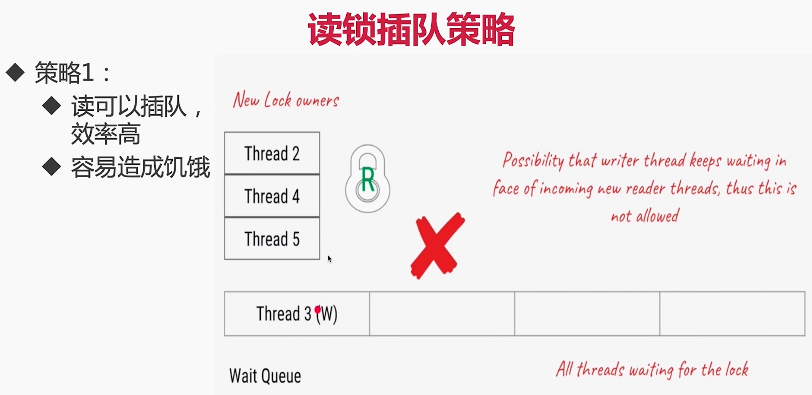 读锁插队策略
◆ 策略1：
◆ 读可以插队，
效率高
◆ 容易造成饥饿
New Lock owners
Thread 2
Thread 4
Thread 5
R
Possibility that writer thread keeps waiting in
face of incoming new reader threads, thus this is
not allowed
Thread 3 (W)
Wait Queue
All threads waiting for the lock